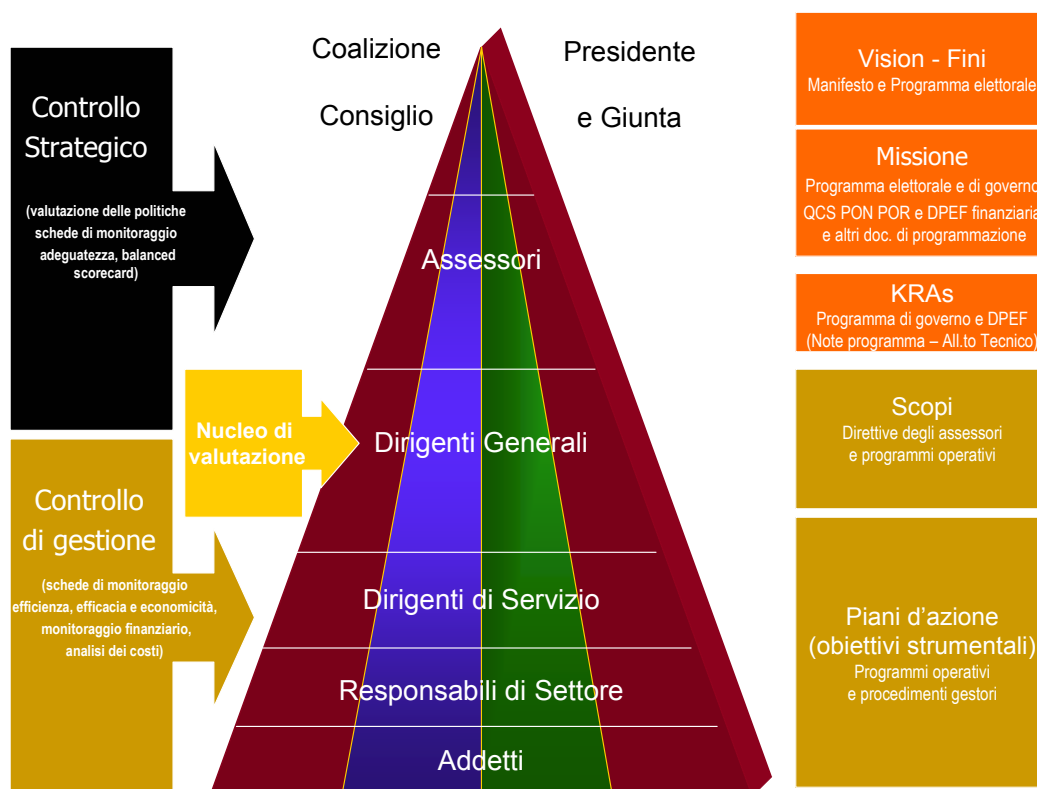 Controllo
Strategico
(valutazione delle politiche
schede di monitoraggio
adeguatezza, balanced
scorecard)
Nucleo di
valutazione
Controllo
di gestione
(schede di monitoraggio
efficienza, efficacia e economicità,
monitoraggio finanziario,
analisi dei costi)
Coalizione
Consiglio
Presidente
e Giunta
Assessori
Dirigenti Generali
Dirigenti di Servizio
Responsabili di Settore
Addetti
Vision - Fini
Manifesto e Programma elettorale
Missione
Programma elettorale e di governo
QCS PON POR e DPEF finanziaria
e altri doc. di programmazione
KRAs
Programma di governo e DPEF
(Note programma – All.to Tecnico)
Scopi
Direttive degli assessori
e programmi operativi
Piani d’azione
(obiettivi strumentali)
Programmi operativi
e procedimenti gestori